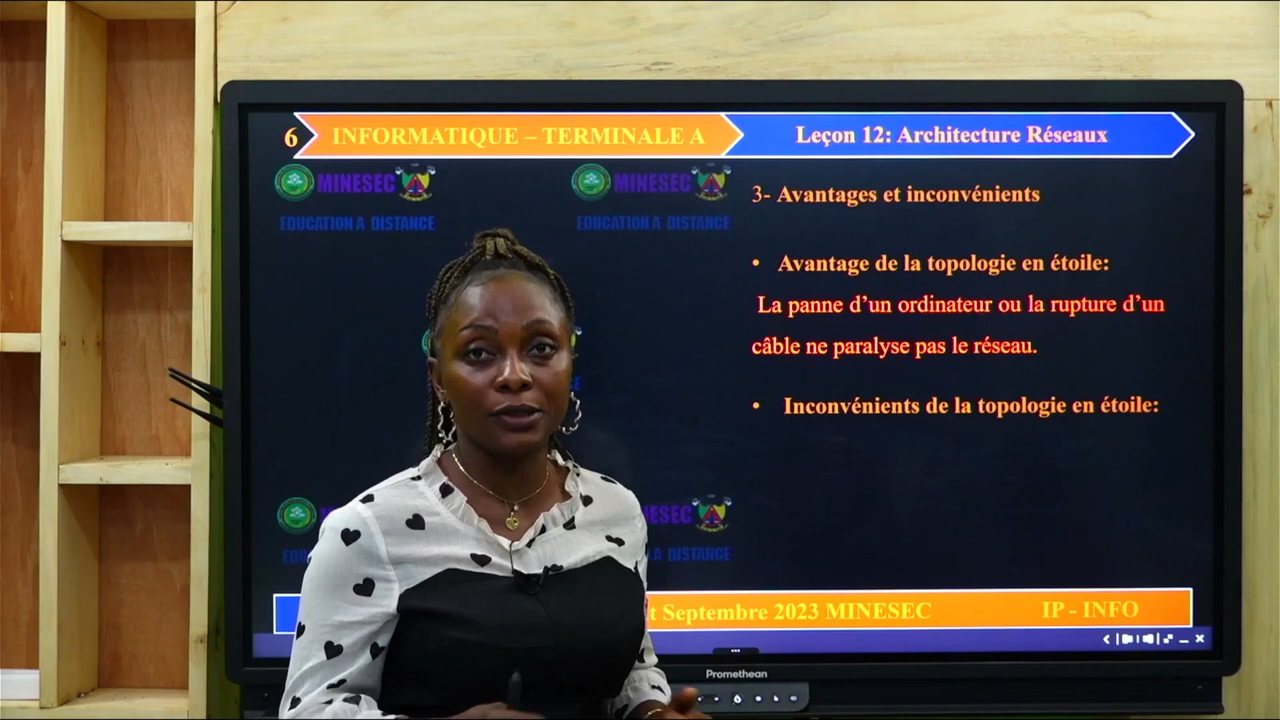 6 INFORMATIQUE – TERMINALE A Leçon 12: Architecture Réseaux
MINESEC MINESEC
EDUCATION A DISTANCE EDUCATION A DISTANCE
3- Avantages et inconvénients
• Avantage de la topologie en étoile:
La panne d'un ordinateur ou la rupture d'un
câble ne paralyse pas le réseau.
• Inconvénients de la topologie en étoile:
A DISTANCE
Septembre 2023 MINESEC IP - INFO
Promethean